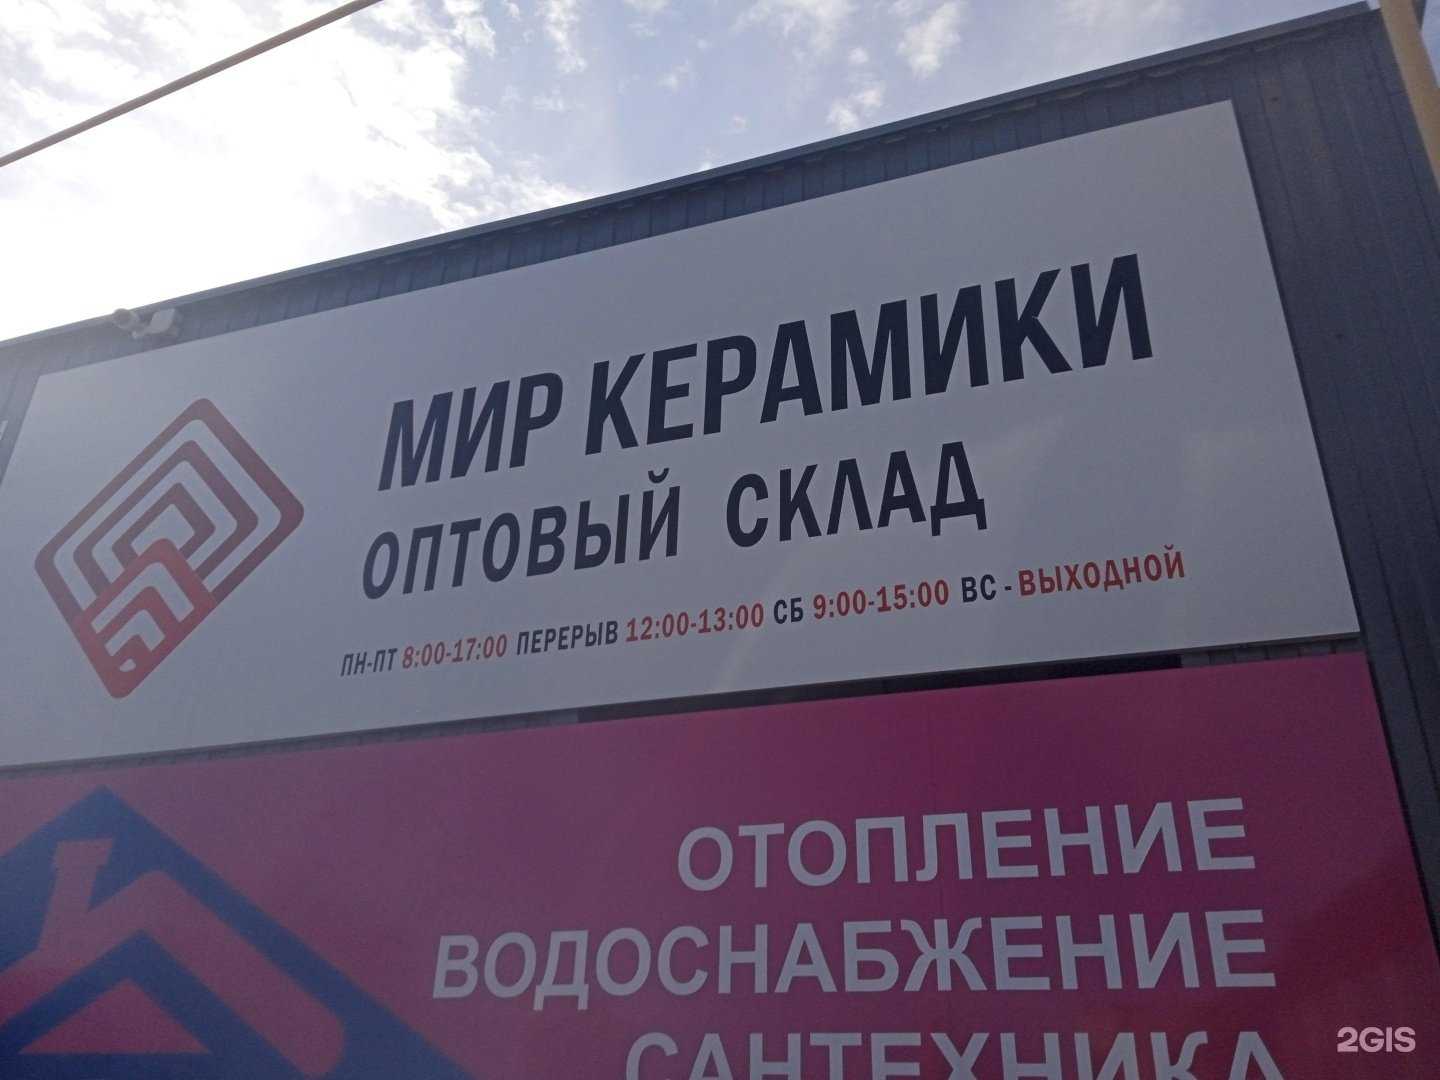 МИР КЕРАМИКИ
ОПТОВЫЙ СКЛАД
ПН-ПТ 8:00-17:00 ПЕРЕРЫВ 12:00-13:00 СБ 9:00-15:00 ВС - ВЫХОДНОЙ
ОТОПЛЕНИЕ
ВОДОСНАБЖЕНИЕ
САНТЕХНИКА
2GIS